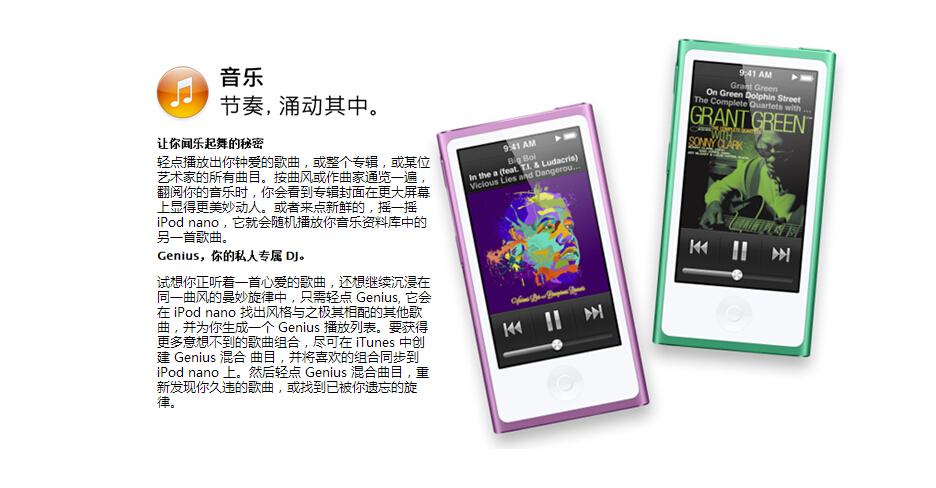 音乐
节奏，涌动其中。
让你闻乐起舞的秘密
轻点播放出你钟爱的歌曲，或整个专辑，或某位
艺术家的所有曲目。按曲风或作曲家通览一遍，
翻阅你的音乐时，你会看到专辑封面在更大屏幕
上显得更美妙动人。或者来点新鲜的，摇一摇
iPod nano，它就会随机播放你音乐资料库中的
另一首歌曲。
Genius，你的私人专属 DJ。
试想你正听着一首心爱的歌曲，还想继续沉浸在
同一曲风的曼妙旋律中，只需轻点 Genius, 它会
在 iPod nano 找出风格与之极其相配的其他歌
曲，并为你生成一个 Genius 播放列表。要获得
更多意想不到的歌曲组合，尽可在 iTunes 中创
建 Genius 混合 曲目，并将喜欢的组合同步到
iPod nano 上。然后轻点 Genius 混合曲目，重
新发现你久违的歌曲，或找到已被你遗忘的旋
律。
9:41 AM
Big Boi
In the a (feat. T.I. & Ludacris)
Vicious Lies and Dangerou...
Vicious Lies and Dangerous Rumors
9:41 AM
Grant Green
On Green Dolphin Street
The Complete Quartets with ...
GRANT GREEN
THE COMPLETE QUARTETS
WITH
SONNY CLARK